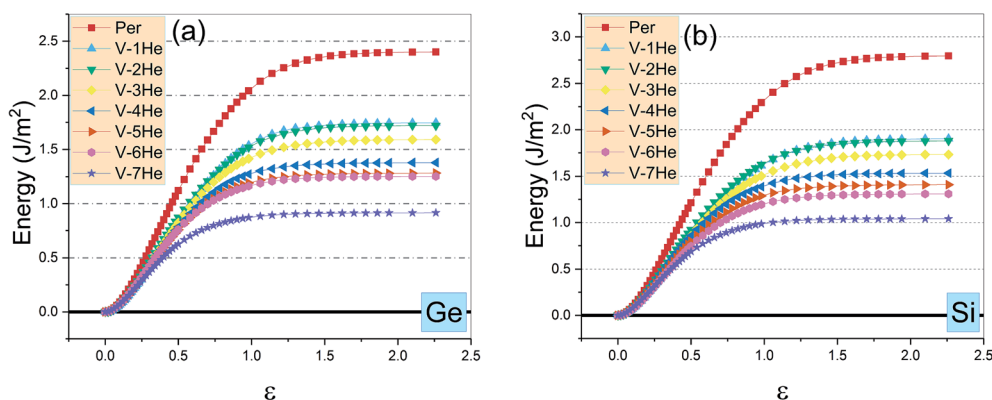 (a)
Per
V-1He
V-2He
V-3He
V-4He
V-5He
V-6He
V-7He
Energy (J/m²)
2.5
2.0
1.5
1.0
0.5
0.0
Ge
0.0 0.5 1.0 1.5 2.0 2.5
ε
(b)
Per
V-1He
V-2He
V-3He
V-4He
V-5He
V-6He
V-7He
Energy (J/m²)
3.0
2.5
2.0
1.5
1.0
0.5
0.0
Si
0.0 0.5 1.0 1.5 2.0 2.5
ε